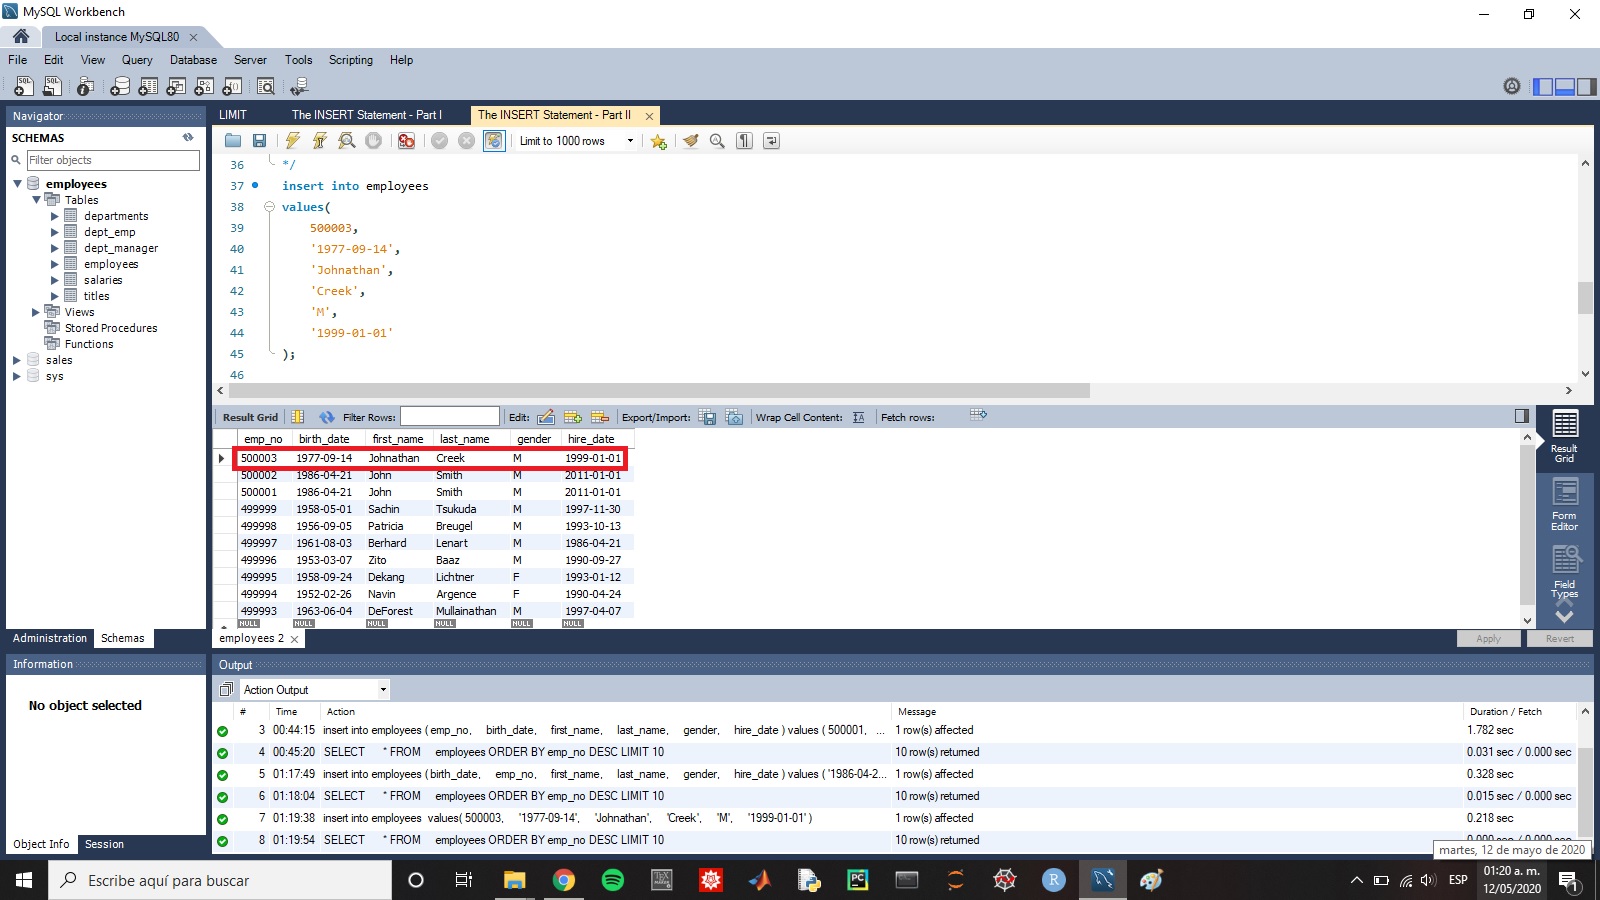 MySQL Workbench
Local instance MySQL80
File Edit View Query Database Server Tools Scripting Help
Navigator
SCHEMAS
Filter objects
employees
Tables
departments
dept_emp
dept_manager
employees
salaries
titles
Views
Stored Procedures
Functions
sales
sys
Administration Schemas
Information
No object selected
Object Info Session
LIMIT The INSERT Statement - Part I The INSERT Statement - Part II
Limit to 1000 rows
36 */
37 insert into employees
38 values(
39 500003,
40 '1977-09-14',
41 'Johnathan',
42 'Creek',
43 'M',
44 '1999-01-01'
45 );
46
Result Grid Filter Rows: Edit: Export/Import: Wrap Cell Content: Fetch rows:
emp_no birth_date first_name last_name gender hire_date
500003 1977-09-14 Johnathan Creek M 1999-01-01
500002 1986-04-21 John Smith M 2011-01-01
500001 1986-04-21 John Smith M 2011-01-01
499999 1958-05-01 Sachin Tsukuda M 1997-11-30
499998 1956-09-05 Patricia Breugel M 1993-10-13
499997 1961-08-03 Berhard Lenart M 1986-04-21
499996 1953-03-07 Zito Baaz M 1990-09-27
499995 1958-09-24 Dekang Lichtner F 1993-01-12
499994 1952-02-26 Navin Argence F 1990-04-24
499993 1963-06-04 DeForest Mullainathan M 1997-04-07
NULL NULL NULL NULL NULL NULL
Result
Grid
Form
Editor
Field
Types
employees 2
Apply Revert
Output
Action Output
# Time Action Message Duration / Fetch
3 00:44:15 insert into employees ( emp_no, birth_date, first_name, last_name, gender, hire_date ) values ( 500001, ... 1 row(s) affected 1.782 sec
4 00:45:20 SELECT * FROM employees ORDER BY emp_no DESC LIMIT 10 10 row(s) returned 0.031 sec / 0.000 sec
5 01:17:49 insert into employees (birth_date, emp_no, first_name, last_name, gender, hire_date ) values ( '1986-04-2... 1 row(s) affected 0.328 sec
6 01:18:04 SELECT * FROM employees ORDER BY emp_no DESC LIMIT 10 10 row(s) returned 0.015 sec / 0.000 sec
7 01:19:38 insert into employees values( 500003, '1977-09-14', 'Johnathan', 'Creek', 'M', '1999-01-01' ) 1 row(s) affected 0.218 sec
8 01:19:54 SELECT * FROM employees ORDER BY emp_no DESC LIMIT 10 10 row(s) returned 0.000 sec / 0.000 sec
martes, 12 de mayo de 2020
Escribe aquí para buscar
ESP
01:20 a. m.
12/05/2020
1